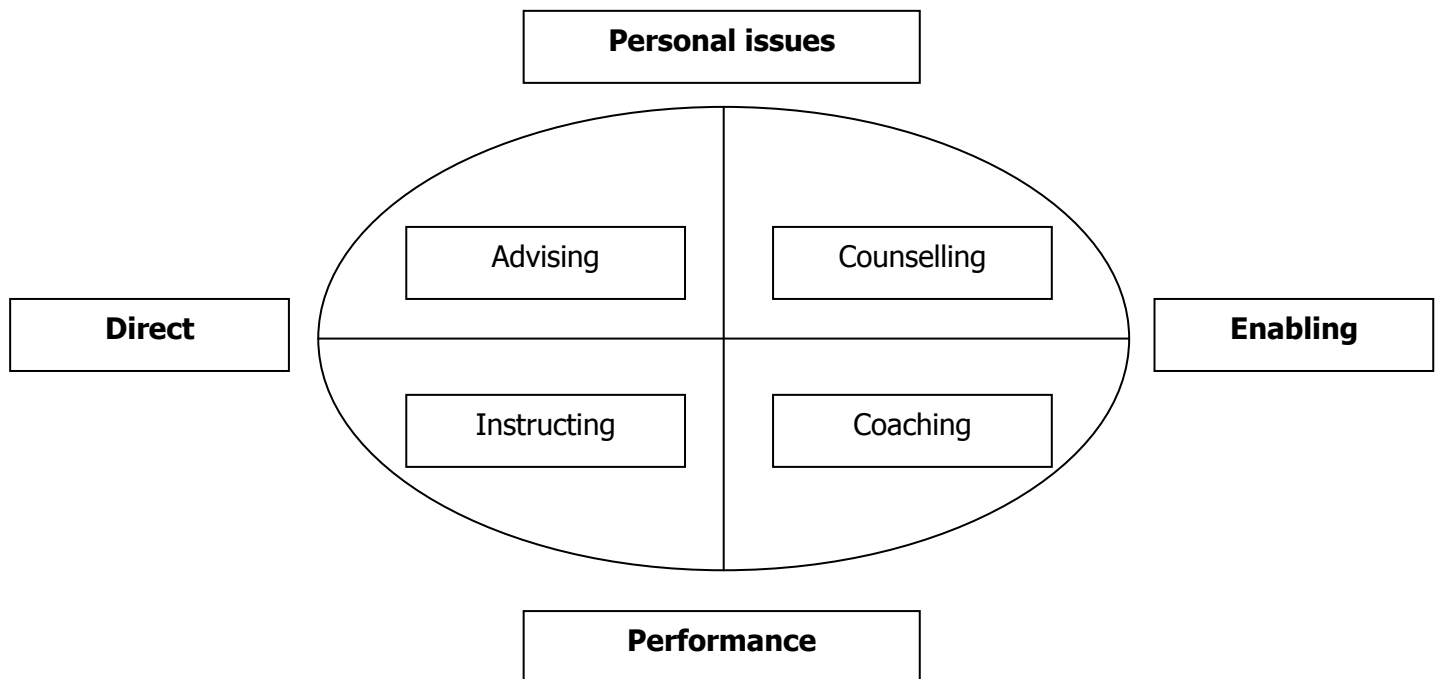 Personal issues
Advising
Counselling
Direct
Enabling
Instructing
Coaching
Performance